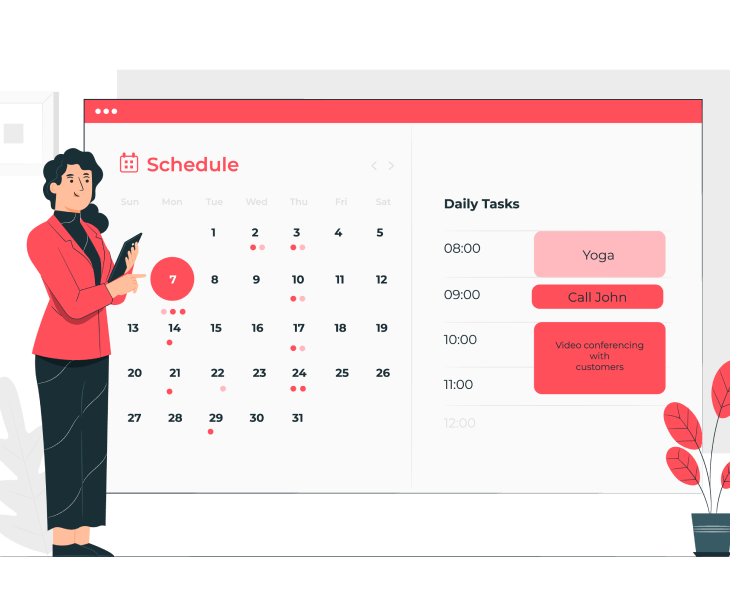 Schedule
Sun Mon Tue Wed Thu Fri Sat
1 2 3 4 5
7 8 9 10 11 12
13 14 15 16 17 18 19
20 21 22 23 24 25 26
27 28 29 30 31
Daily Tasks
08:00 Yoga
09:00 Call John
10:00 Video conferencing
with
customers
11:00
12:00